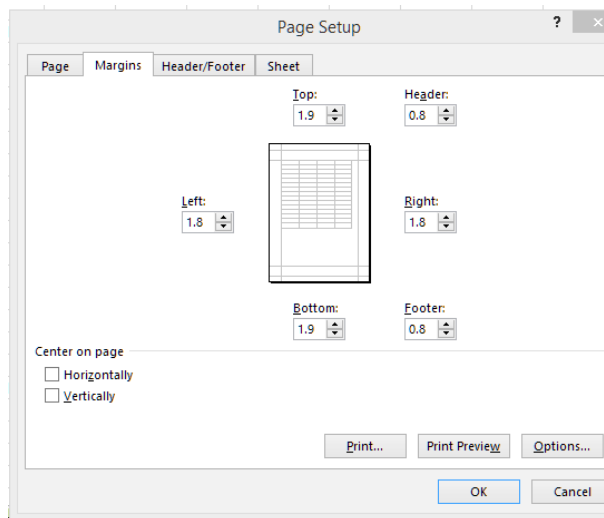 Page Setup
?
Page Margins Header/Footer Sheet
Top: Header:
1.9 0.8
Left: Right:
1.8 1.8
Bottom: Footer:
1.9 0.8
Center on page
Horizontally
Vertically
Print... Print Preview Options...
OK Cancel